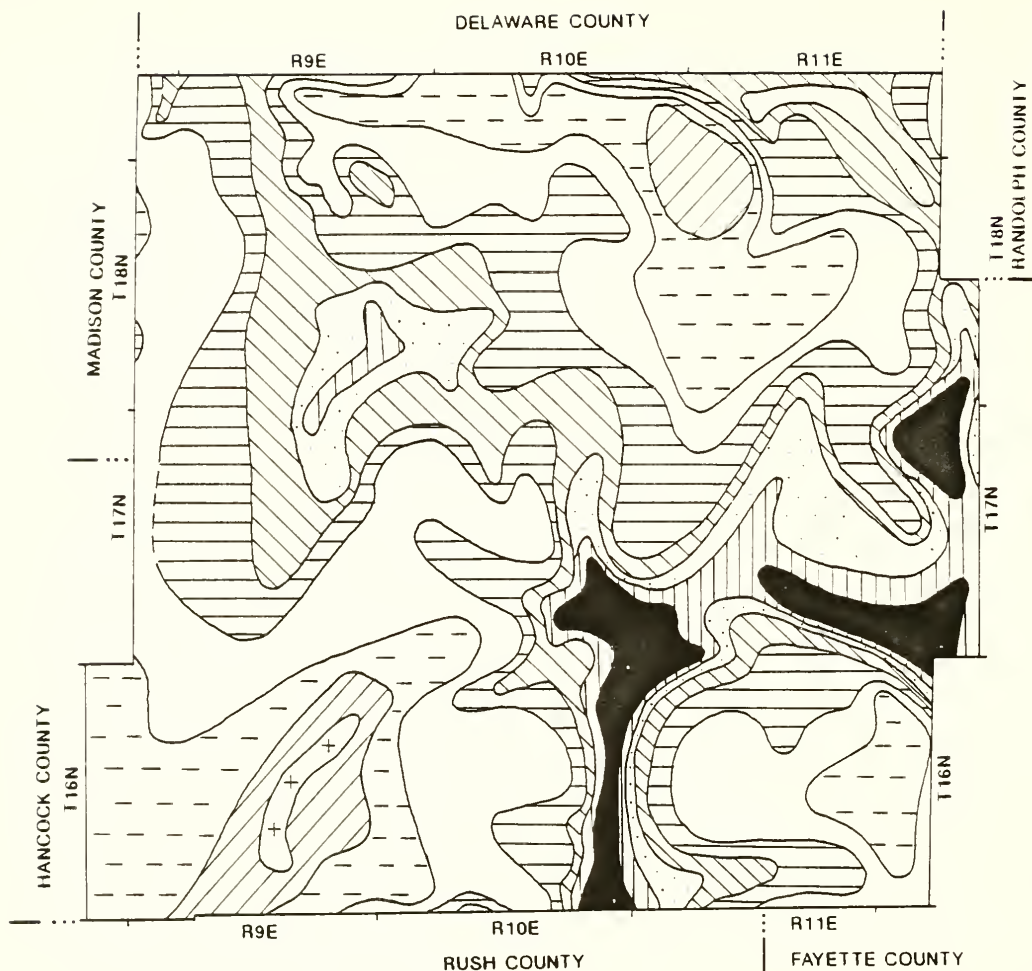 DELAWARE COUNTY
R9E
R10E
R11E
RANDOLPH COUNTY
T18N
MADISON COUNTY
T18N
T17N
T17N
HANCOCK COUNTY
T16N
T16N
R9E
R10E
R11E
RUSH COUNTY
FAYETTE COUNTY